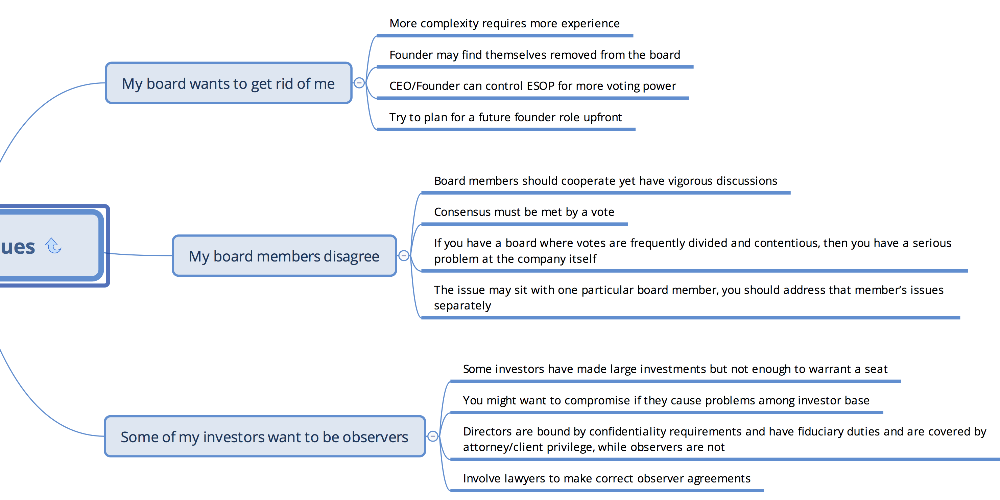 More complexity requires more experience
Founder may find themselves removed from the board
My board wants to get rid of me
CEO/Founder can control ESOP for more voting power
Try to plan for a future founder role upfront
Board members should cooperate yet have vigorous discussions
Consensus must be met by a vote
ues
My board members disagree
If you have a board where votes are frequently divided and contentious, then you have a serious
problem at the company itself
The issue may sit with one particular board member, you should address that member’s issues
separately
Some investors have made large investments but not enough to warrant a seat
You might want to compromise if they cause problems among investor base
Some of my investors want to be observers
Directors are bound by confidentiality requirements and have fiduciary duties and are covered by
attorney/client privilege, while observers are not
Involve lawyers to make correct observer agreements